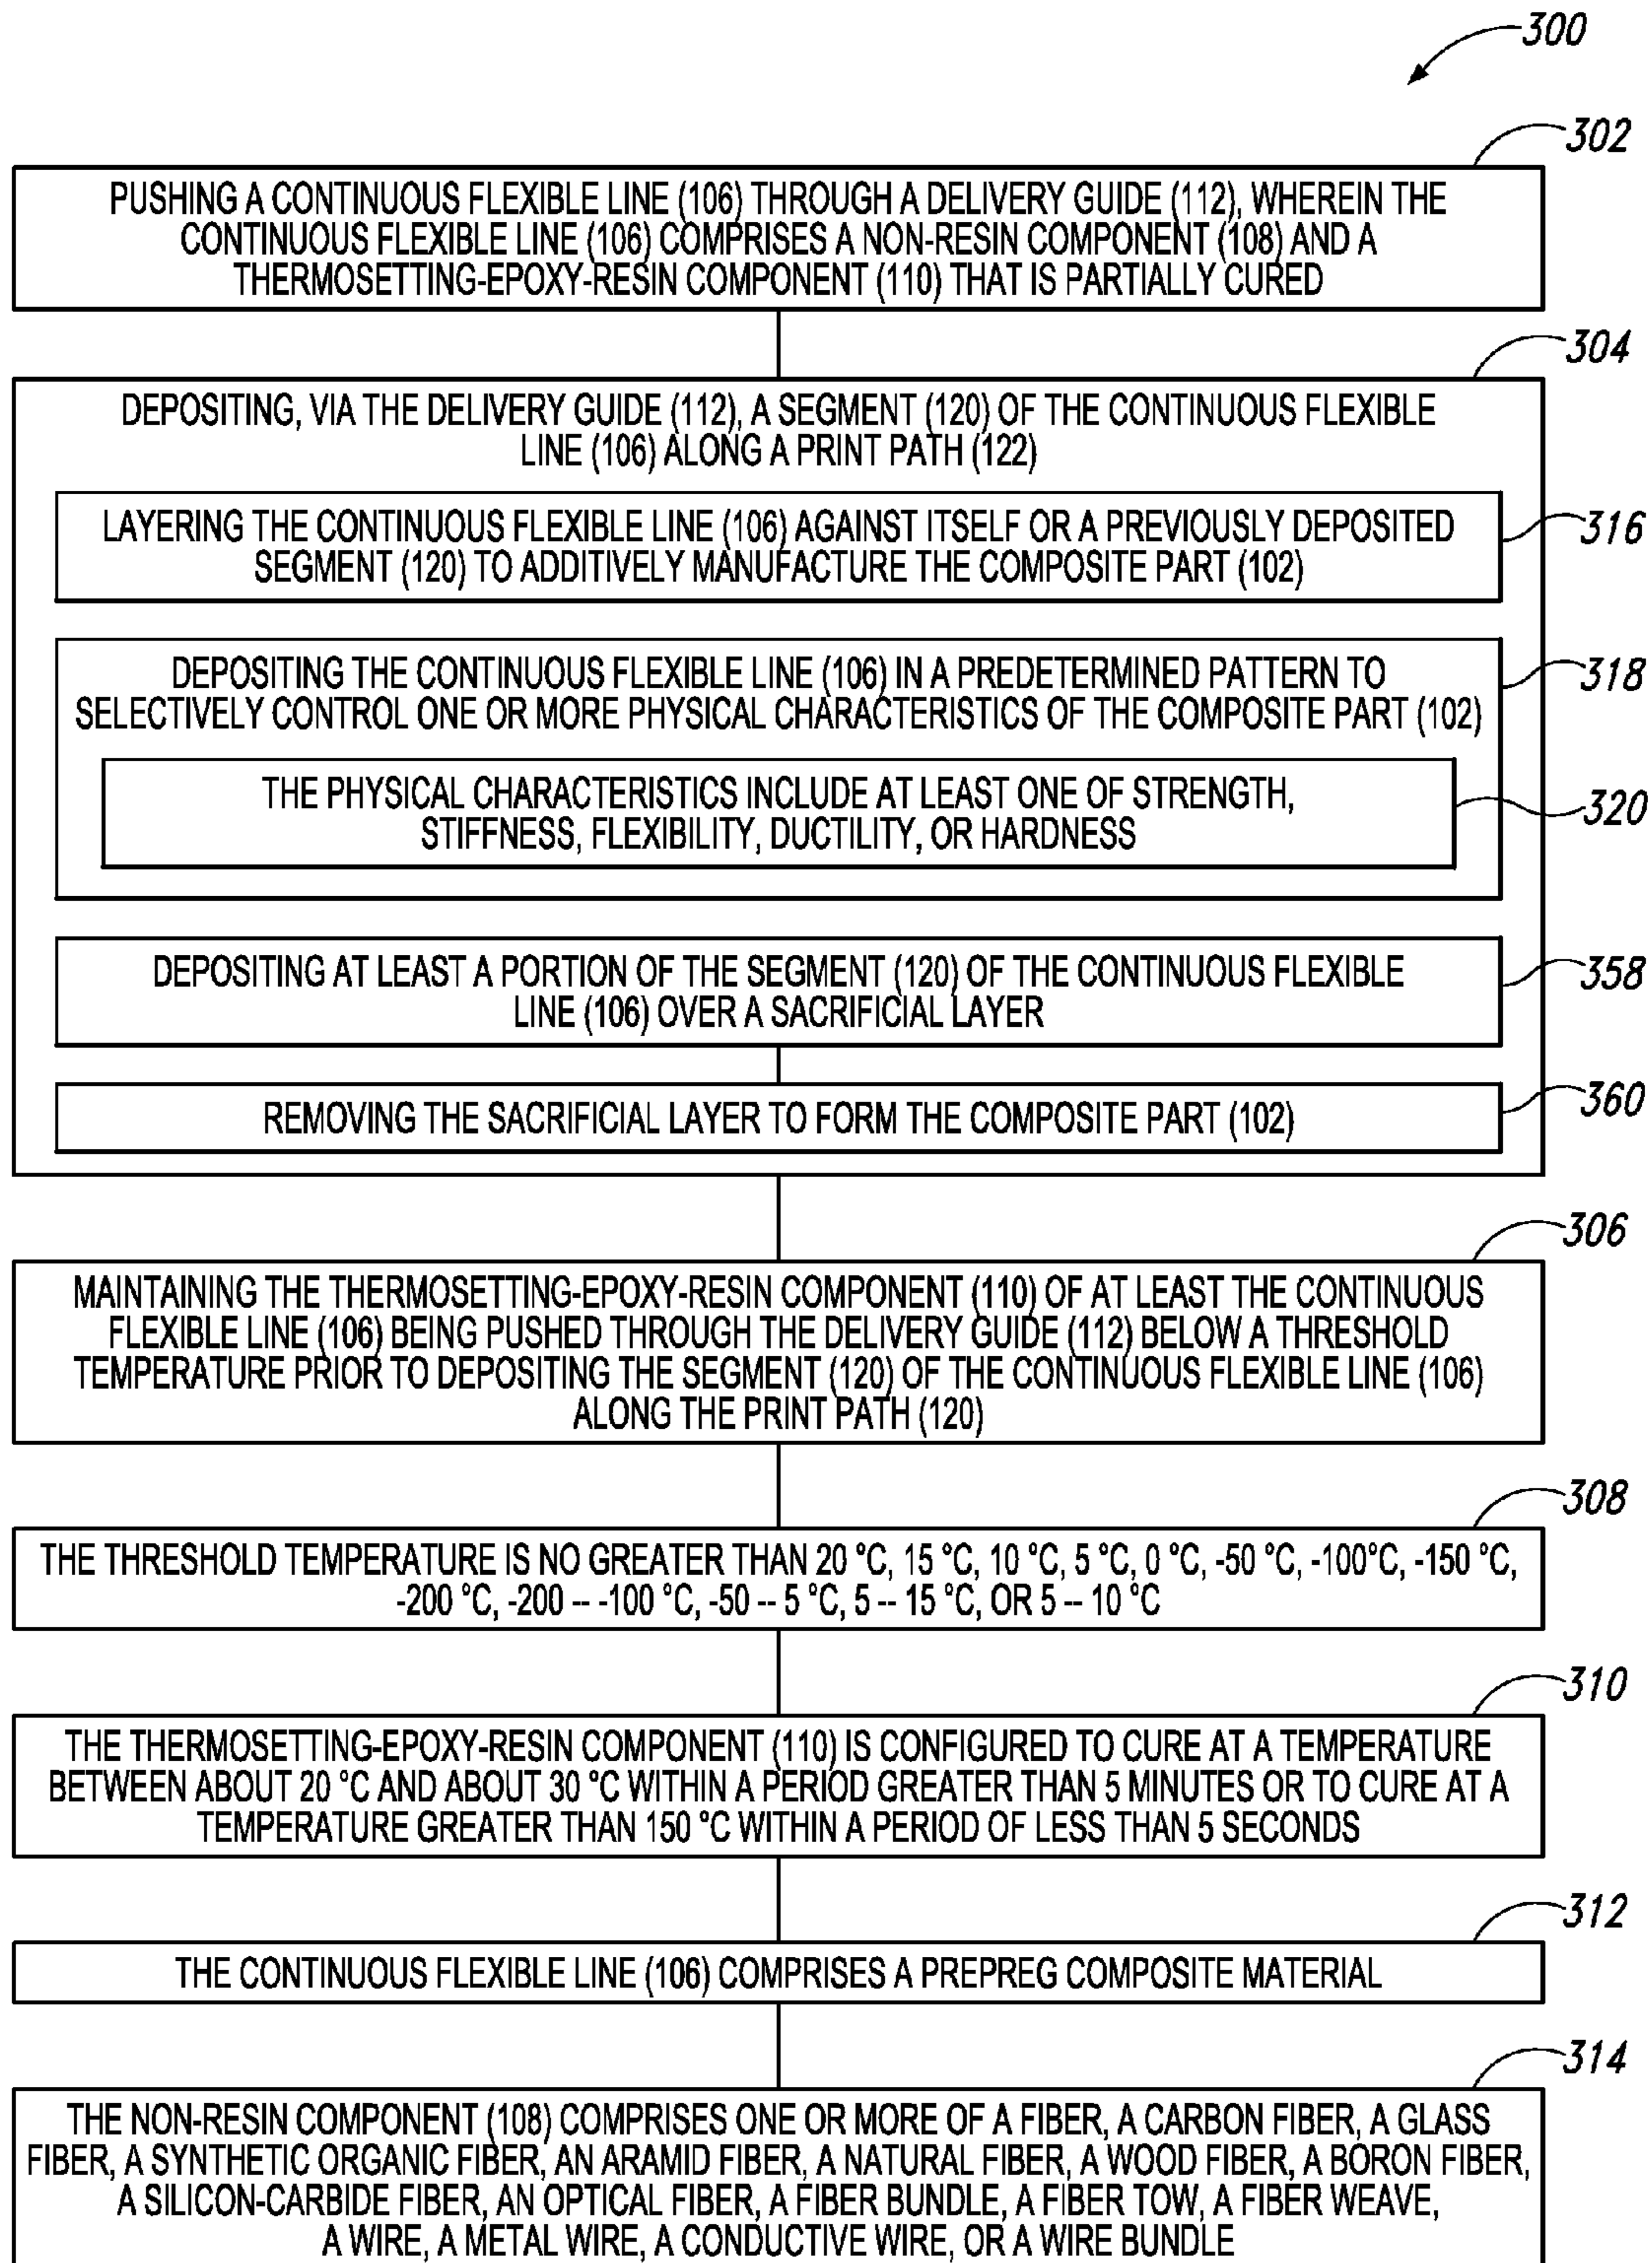 300
302
PUSHING A CONTINUOUS FLEXIBLE LINE (106) THROUGH A DELIVERY GUIDE (112), WHEREIN THE
CONTINUOUS FLEXIBLE LINE (106) COMPRISES A NON-RESIN COMPONENT (108) AND A
THERMOSETTING-EPOXY-RESIN COMPONENT (110) THAT IS PARTIALLY CURED
304
DEPOSITING, VIA THE DELIVERY GUIDE (112), A SEGMENT (120) OF THE CONTINUOUS FLEXIBLE
LINE (106) ALONG A PRINT PATH (122)
LAYERING THE CONTINUOUS FLEXIBLE LINE (106) AGAINST ITSELF OR A PREVIOUSLY DEPOSITED
SEGMENT (120) TO ADDITIVELY MANUFACTURE THE COMPOSITE PART (102)
316
DEPOSITING THE CONTINUOUS FLEXIBLE LINE (106) IN A PREDETERMINED PATTERN TO
SELECTIVELY CONTROL ONE OR MORE PHYSICAL CHARACTERISTICS OF THE COMPOSITE PART (102)
318
THE PHYSICAL CHARACTERISTICS INCLUDE AT LEAST ONE OF STRENGTH,
STIFFNESS, FLEXIBILITY, DUCTILITY, OR HARDNESS
320
DEPOSITING AT LEAST A PORTION OF THE SEGMENT (120) OF THE CONTINUOUS FLEXIBLE
LINE (106) OVER A SACRIFICIAL LAYER
358
REMOVING THE SACRIFICIAL LAYER TO FORM THE COMPOSITE PART (102)
360
306
MAINTAINING THE THERMOSETTING-EPOXY-RESIN COMPONENT (110) OF AT LEAST THE CONTINUOUS
FLEXIBLE LINE (106) BEING PUSHED THROUGH THE DELIVERY GUIDE (112) BELOW A THRESHOLD
TEMPERATURE PRIOR TO DEPOSITING THE SEGMENT (120) OF THE CONTINUOUS FLEXIBLE LINE (106)
ALONG THE PRINT PATH (120)
308
THE THRESHOLD TEMPERATURE IS NO GREATER THAN 20 °C, 15 °C, 10 °C, 5 °C, 0 °C, -50 °C, -100°C, -150 °C,
-200 °C, -200 -- -100 °C, -50 -- 5 °C, 5 -- 15 °C, OR 5 -- 10 °C
310
THE THERMOSETTING-EPOXY-RESIN COMPONENT (110) IS CONFIGURED TO CURE AT A TEMPERATURE
BETWEEN ABOUT 20 °C AND ABOUT 30 °C WITHIN A PERIOD GREATER THAN 5 MINUTES OR TO CURE AT A
TEMPERATURE GREATER THAN 150 °C WITHIN A PERIOD OF LESS THAN 5 SECONDS
312
THE CONTINUOUS FLEXIBLE LINE (106) COMPRISES A PREPREG COMPOSITE MATERIAL
314
THE NON-RESIN COMPONENT (108) COMPRISES ONE OR MORE OF A FIBER, A CARBON FIBER, A GLASS
FIBER, A SYNTHETIC ORGANIC FIBER, AN ARAMID FIBER, A NATURAL FIBER, A WOOD FIBER, A BORON FIBER,
A SILICON-CARBIDE FIBER, AN OPTICAL FIBER, A FIBER BUNDLE, A FIBER TOW, A FIBER WEAVE,
A WIRE, A METAL WIRE, A CONDUCTIVE WIRE, OR A WIRE BUNDLE